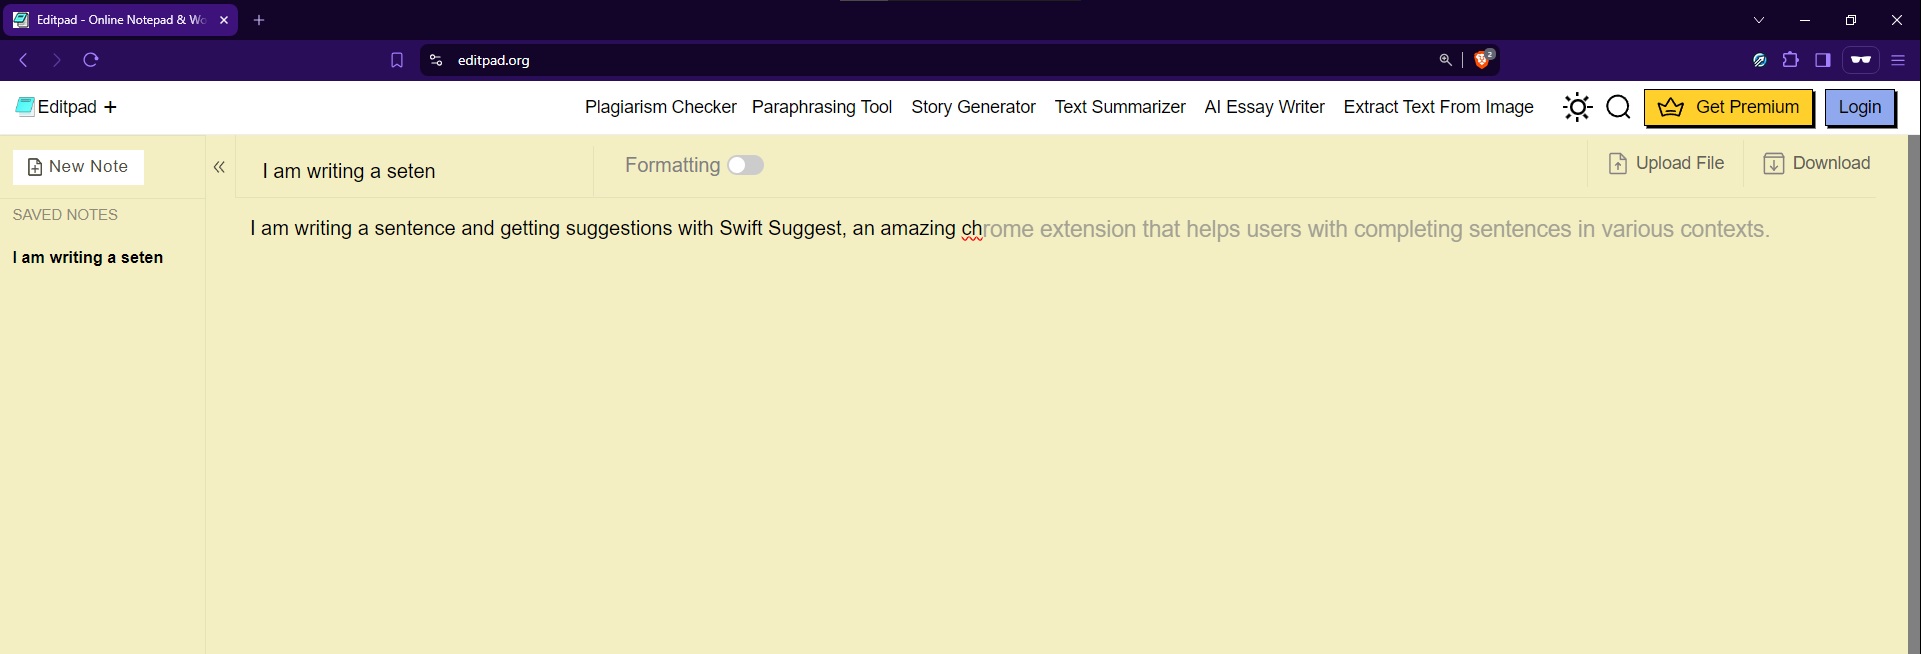 Editpad - Online Notepad & Wo
editpad.org
2
Editpad +
Plagiarism Checker Paraphrasing Tool Story Generator Text Summarizer AI Essay Writer Extract Text From Image Get Premium Login
New Note
I am writing a seten
Formatting
Upload File Download
SAVED NOTES
I am writing a seten
I am writing a sentence and getting suggestions with Swift Suggest, an amazing chrome extension that helps users with completing sentences in various contexts.